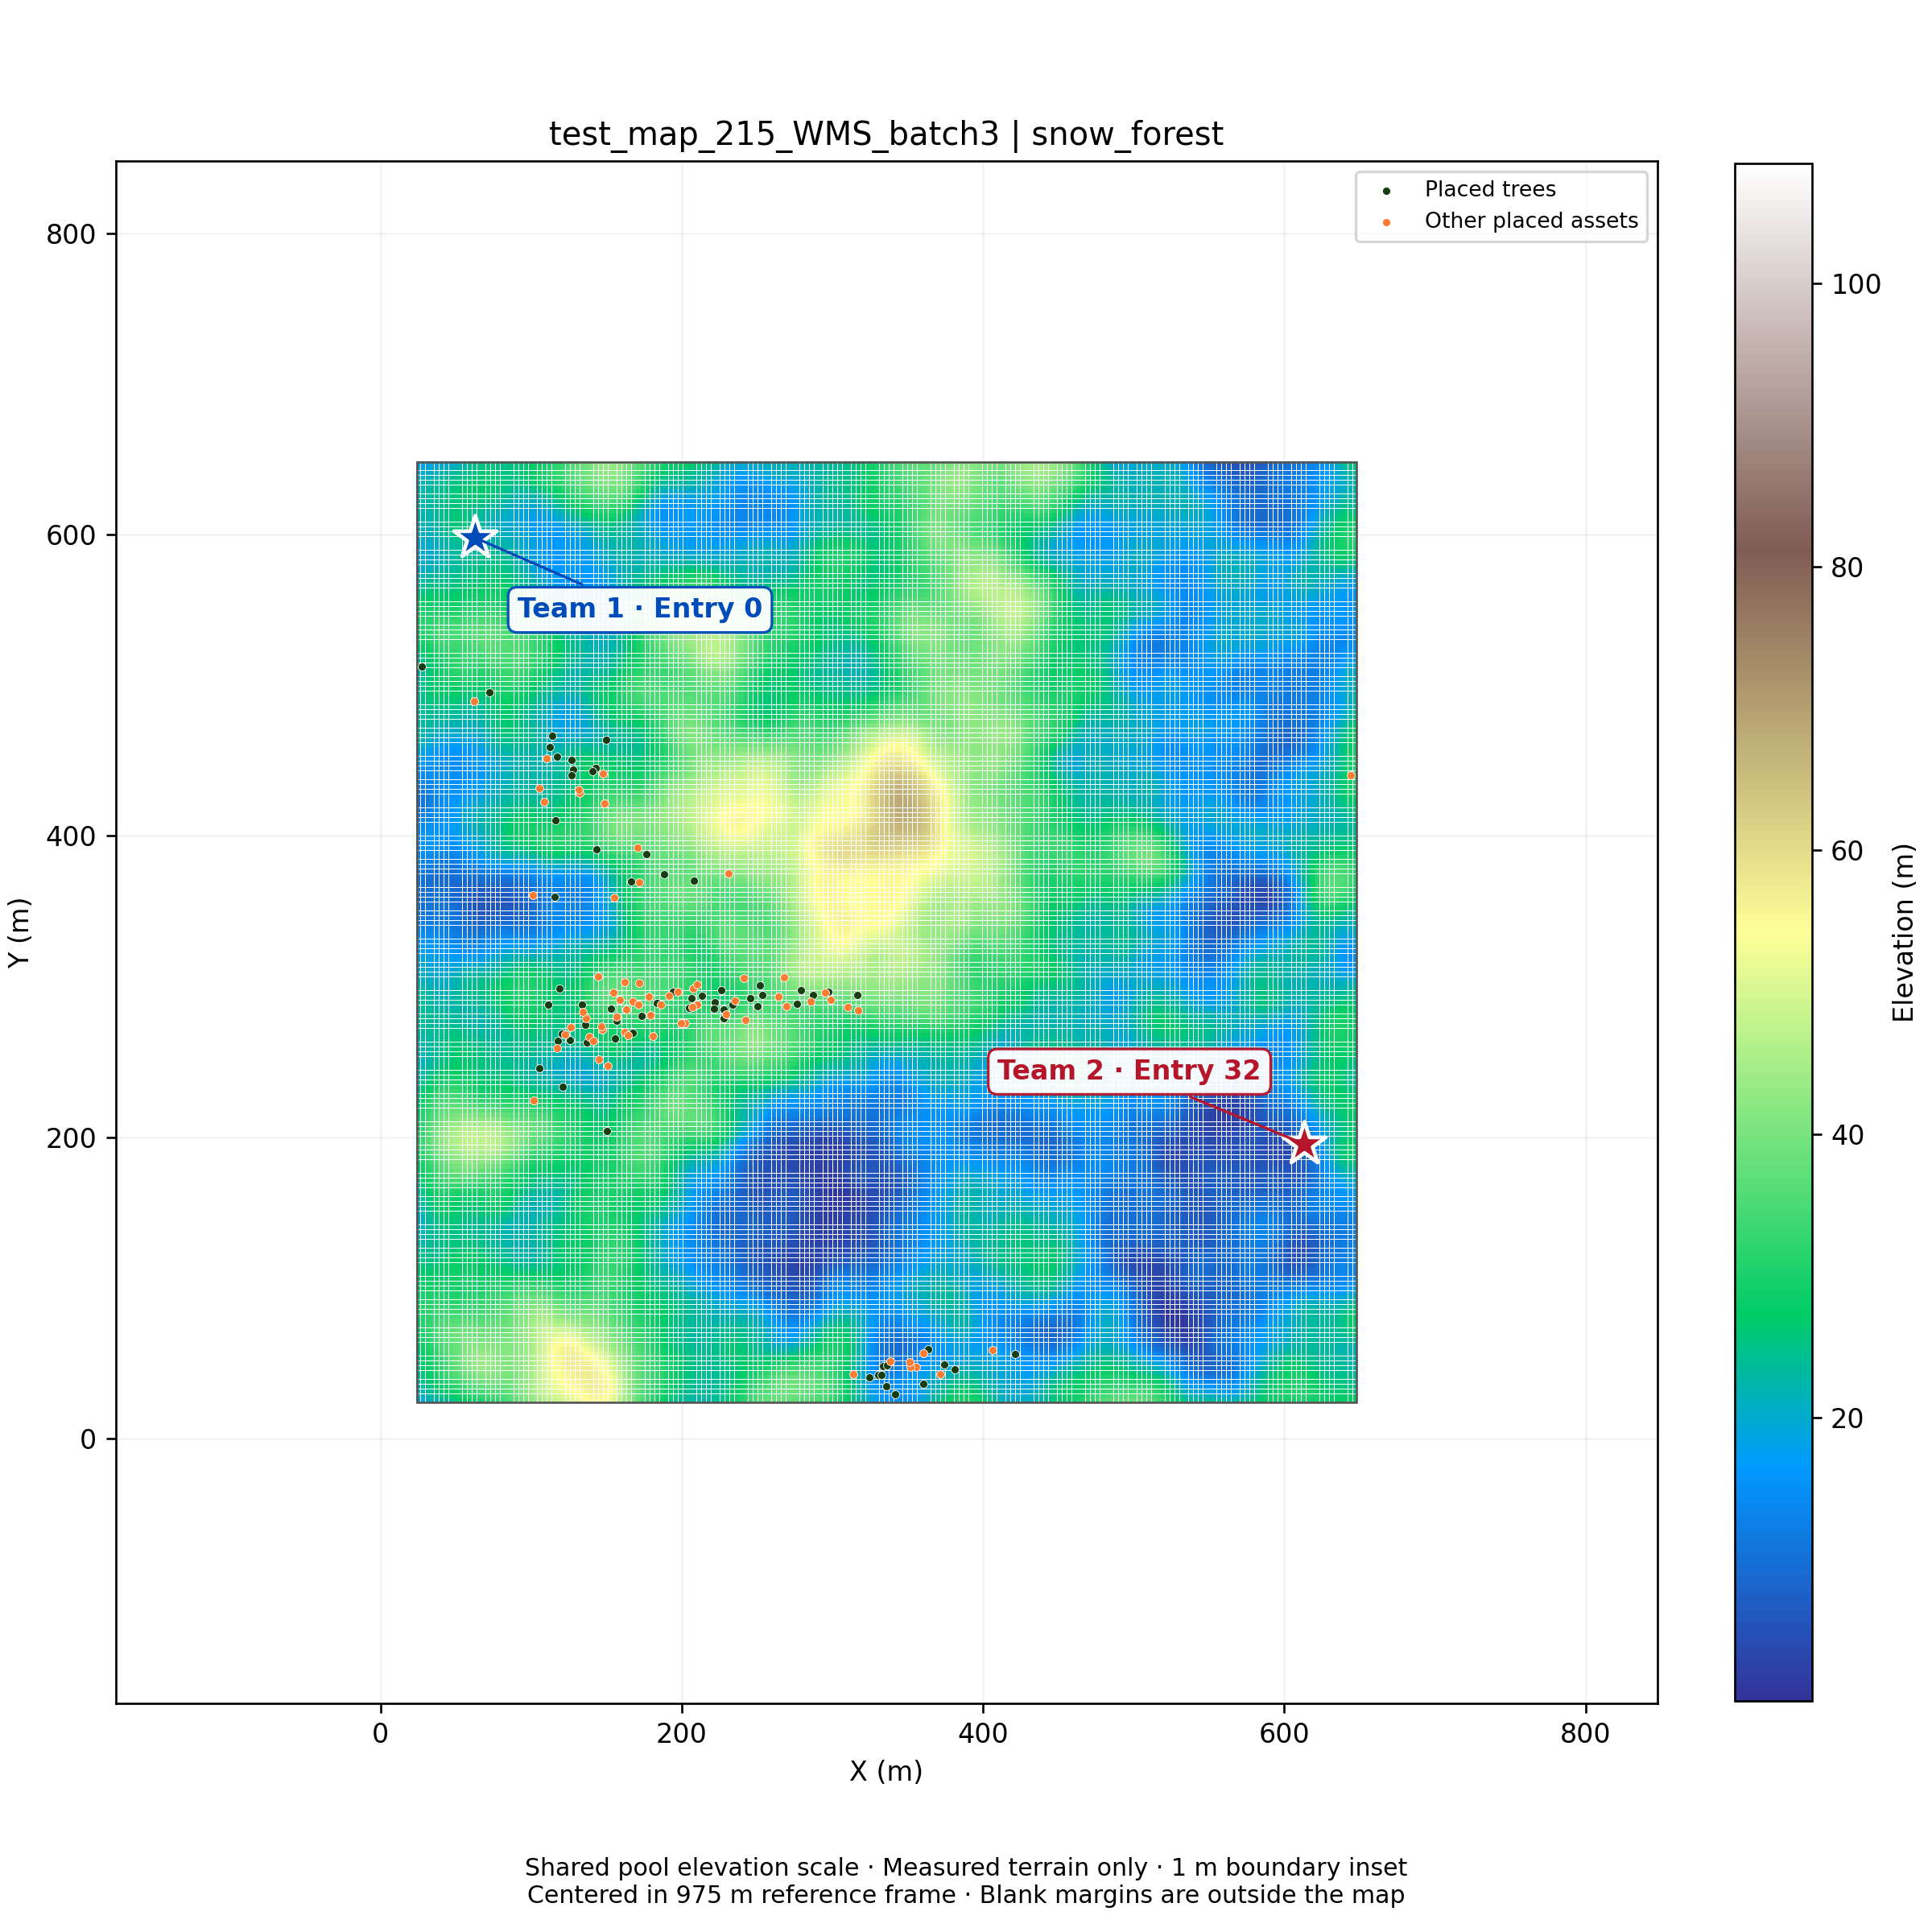 test_map_215_WMS_batch3 | snow_forest
Placed trees
Other placed assets
Team 1 · Entry 0
Team 2 · Entry 32
800
600
400
200
0
Y (m)
0
200
400
600
800
X (m)
100
80
60
40
20
Elevation (m)
Shared pool elevation scale · Measured terrain only · 1 m boundary inset
Centered in 975 m reference frame · Blank margins are outside the map